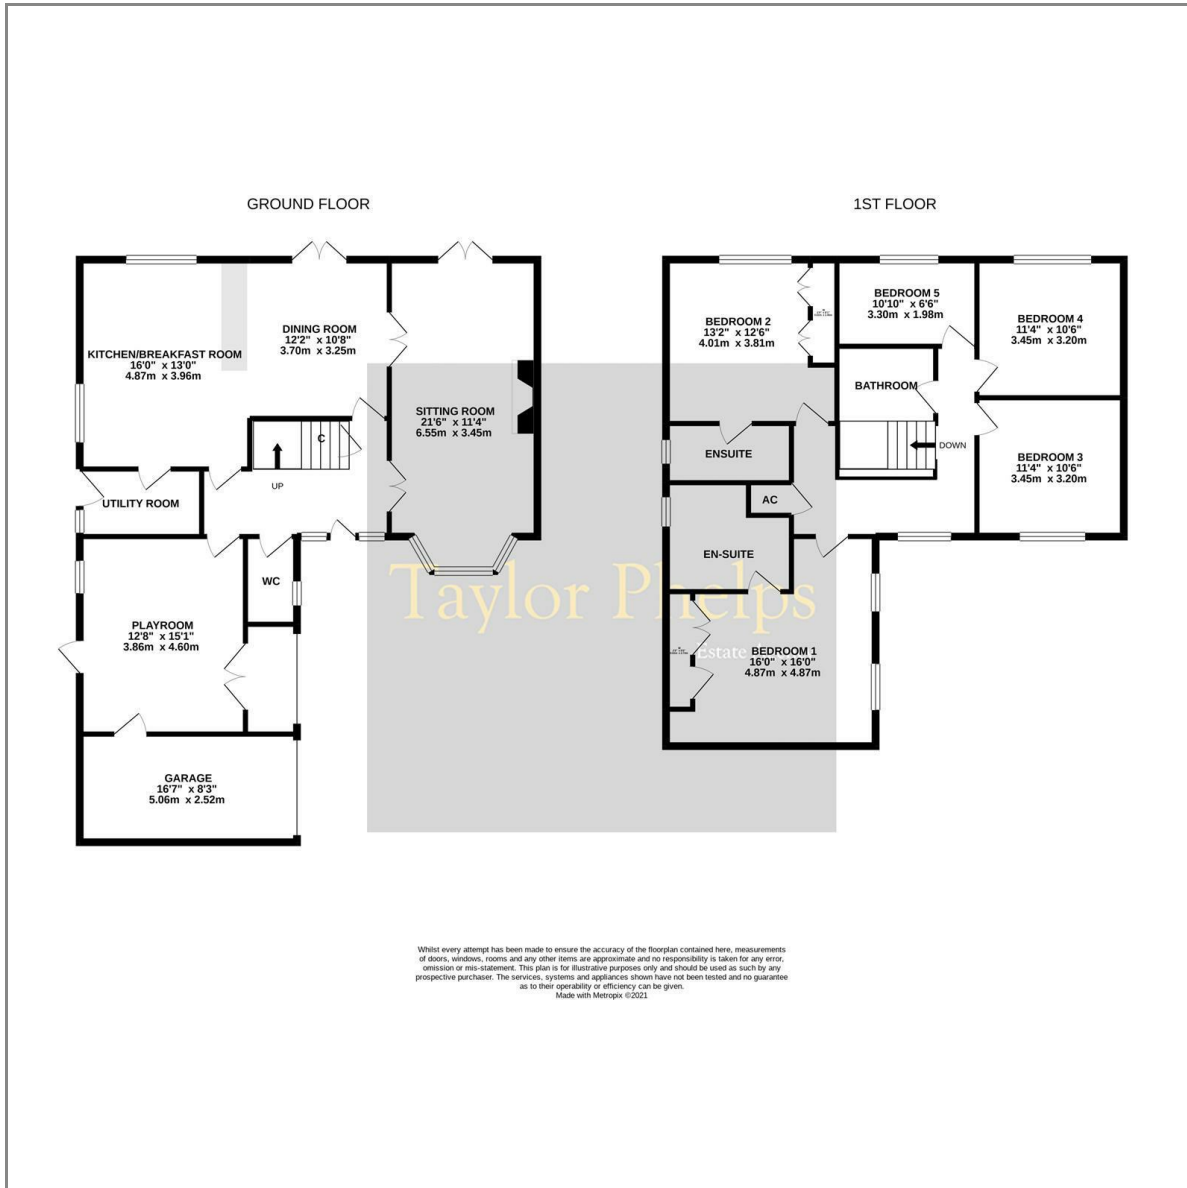 GROUND FLOOR
KITCHEN/BREAKFAST ROOM
16'0" x 13'0"
4.87m x 3.96m
DINING ROOM
12'2" x 10'8"
3.70m x 3.25m
SITTING ROOM
21'6" x 11'4"
6.55m x 3.45m
C
UP
UTILITY ROOM
WC
PLAYROOM
12'8" x 15'1"
3.86m x 4.60m
GARAGE
16'7" x 8'3"
5.06m x 2.52m
1ST FLOOR
BEDROOM 2
13'2" x 12'6"
4.01m x 3.81m
BEDROOM 5
10'10" x 6'6"
3.30m x 1.98m
BEDROOM 4
11'4" x 10'6"
3.45m x 3.20m
BATHROOM
DOWN
ENSUITE
BEDROOM 3
11'4" x 10'6"
3.45m x 3.20m
AC
EN-SUITE
BEDROOM 1
16'0" x 16'0"
4.87m x 4.87m
Taylor Phelps
Estate
Whilst every attempt has been made to ensure the accuracy of the floorplan contained here, measurements
of doors, windows, rooms and any other items are approximate and no responsibility is taken for any error,
omission or mis-statement. This plan is for illustrative purposes only and should be used as such by any
prospective purchaser. The services, systems and appliances shown have not been tested and no guarantee
as to their operability or efficiency can be given.
Made with Metropix ©2021